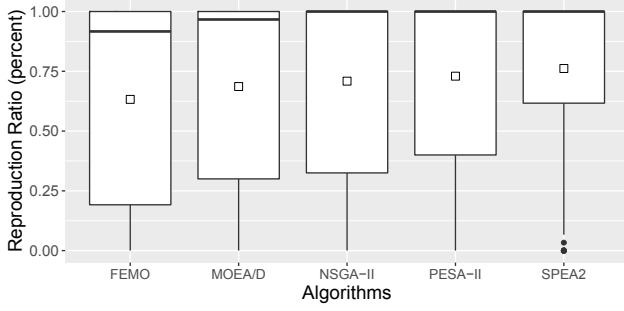 Reproduction Ratio (percent)
1.00
0.75
0.50
0.25
0.00
FEMO MOEA/D NSGA−II PESA−II SPEA2
Algorithms